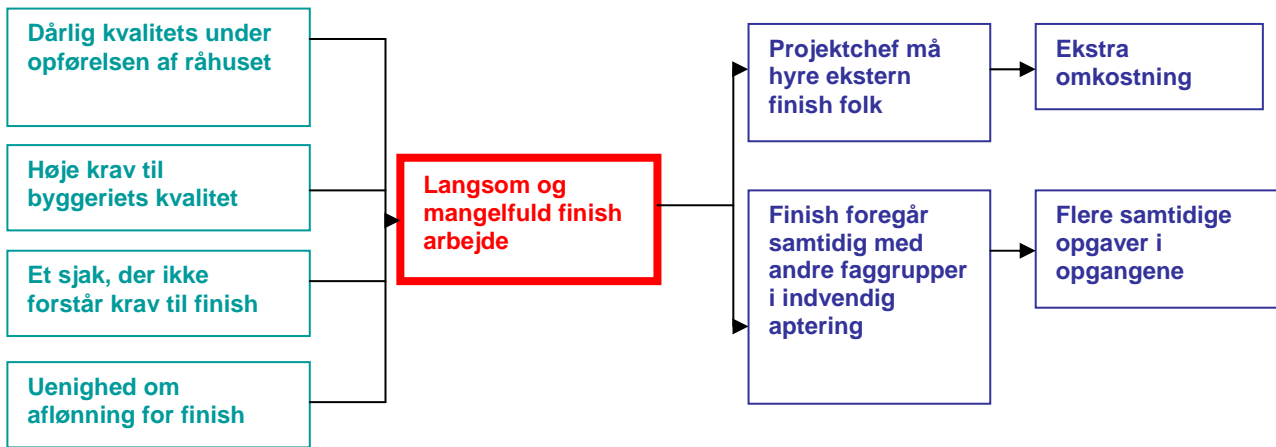 Dårlig kvalitets under
opførelsen af råhuset
Høje krav til
byggeriets kvalitet
Et sjak, der ikke
forstår krav til finish
Uenighed om
aflønning for finish
Langsom og
mangelfuld finish
arbejde
Projektchef må
hyre ekstern
finish folk
Ekstra
omkostning
Finish foregår
samtidig med
andre faggrupper
i indvendig
aptering
Flere samtidige
opgaver i
opgangene